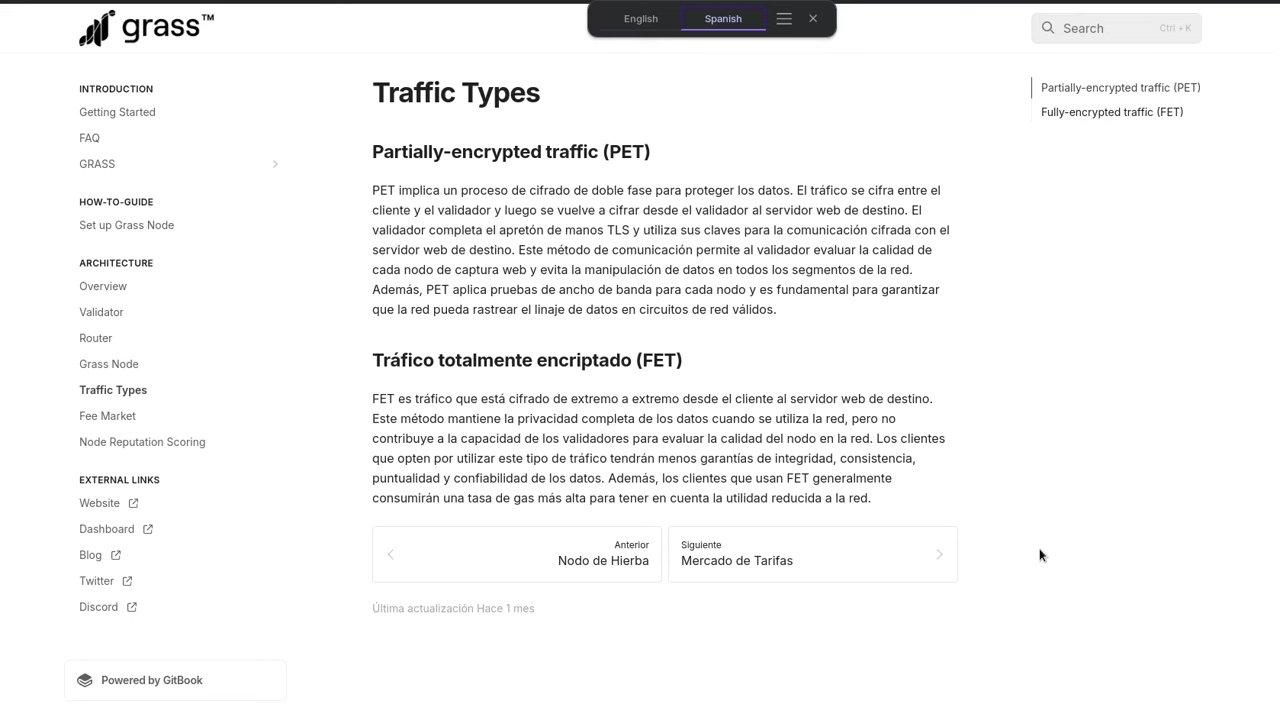 grass™
English
Spanish
Search
Ctrl + K
INTRODUCTION
Getting Started
FAQ
GRASS
HOW-TO-GUIDE
Set up Grass Node
ARCHITECTURE
Overview
Validator
Router
Grass Node
Traffic Types
Fee Market
Node Reputation Scoring
EXTERNAL LINKS
Website
Dashboard
Blog
Twitter
Discord
Powered by GitBook
Traffic Types
Partially-encrypted traffic (PET)
PET implica un proceso de cifrado de doble fase para proteger los datos. El tráfico se cifra entre el
cliente y el validador y luego se vuelve a cifrar desde el validador al servidor web de destino. El
validador completa el apretón de manos TLS y utiliza sus claves para la comunicación cifrada con el
servidor web de destino. Este método de comunicación permite al validador evaluar la calidad de
cada nodo de captura web y evita la manipulación de datos en todos los segmentos de la red.
Además, PET aplica pruebas de ancho de banda para cada nodo y es fundamental para garantizar
que la red pueda rastrear el linaje de datos en circuitos de red válidos.
Tráfico totalmente encriptado (FET)
FET es tráfico que está cifrado de extremo a extremo desde el cliente al servidor web de destino.
Este método mantiene la privacidad completa de los datos cuando se utiliza la red, pero no
contribuye a la capacidad de los validadores para evaluar la calidad del nodo en la red. Los clientes
que opten por utilizar este tipo de tráfico tendrán menos garantías de integridad, consistencia,
puntualidad y confiabilidad de los datos. Además, los clientes que usan FET generalmente
consumirán una tasa de gas más alta para tener en cuenta la utilidad reducida a la red.
Anterior
Nodo de Hierba
Siguiente
Mercado de Tarifas
Última actualización Hace 1 mes
Partially-encrypted traffic (PET)
Fully-encrypted traffic (FET)